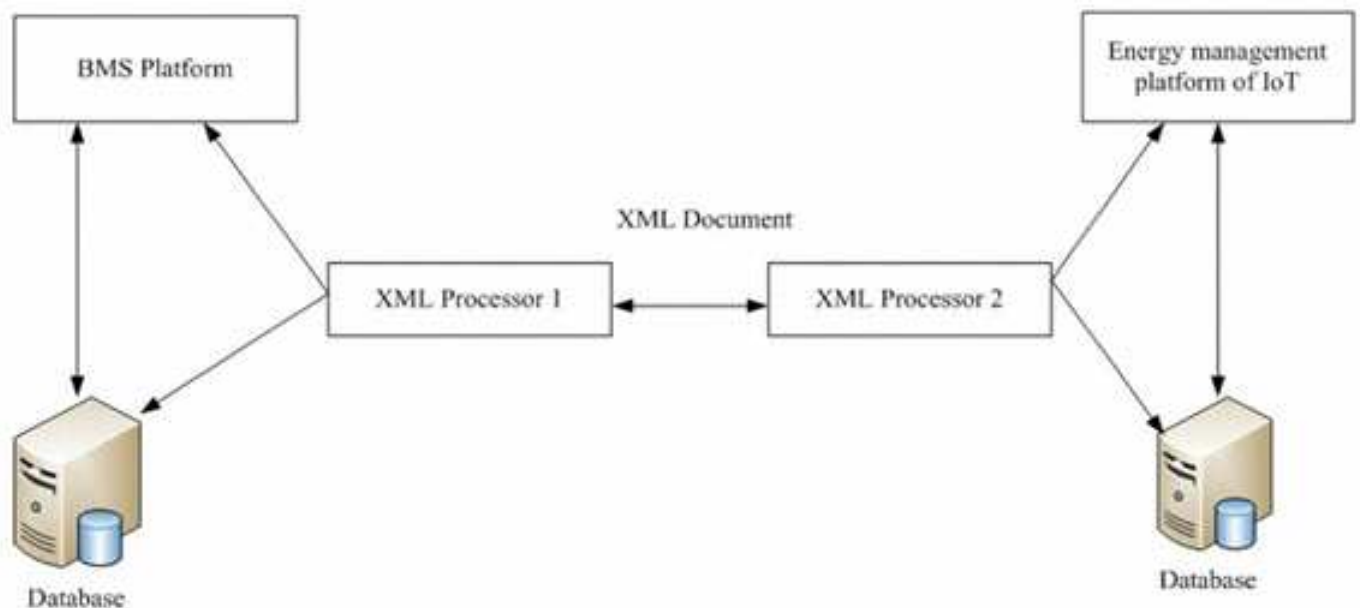 BMS Platform
Energy management
platform of IoT
XML Document
XML Processor 1
XML Processor 2
Database
Database